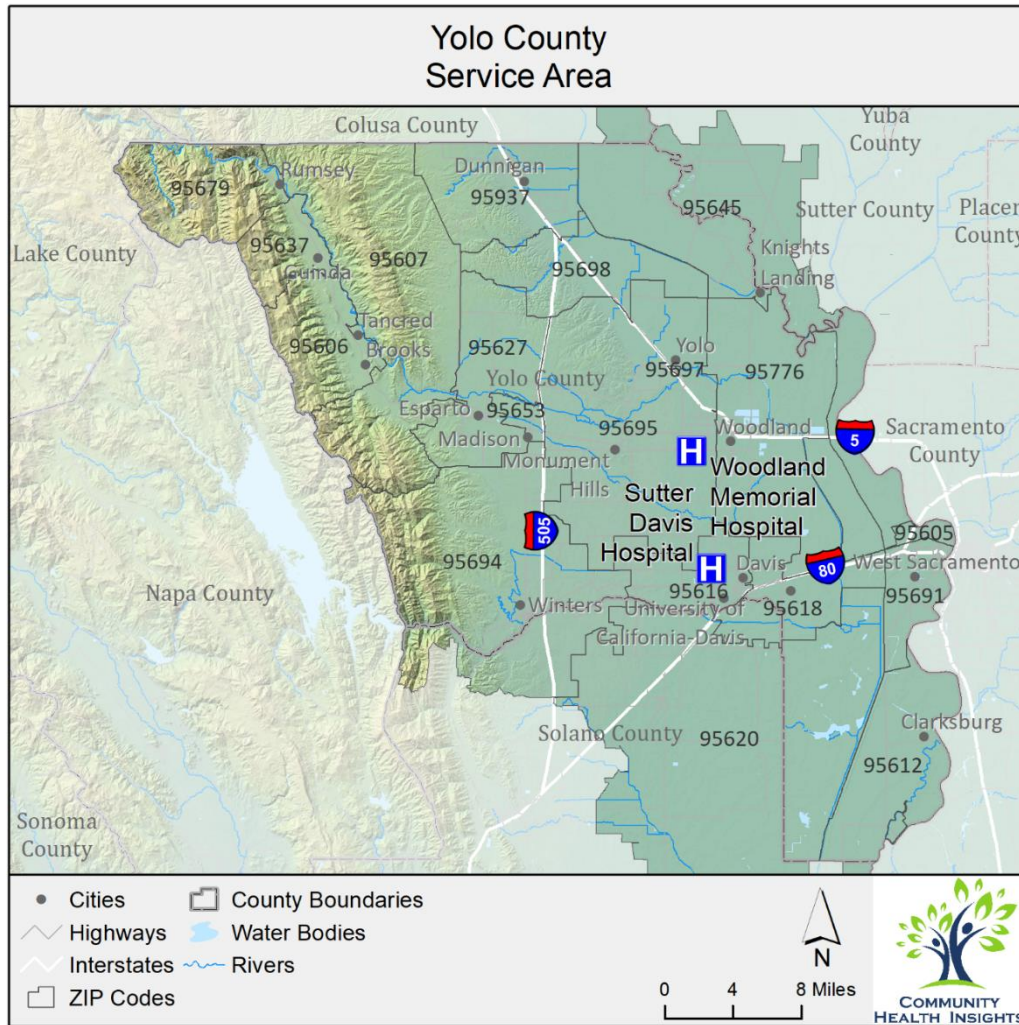 Yolo County
Service Area
Colusa County
Yuba
County
Rumsey
Dunnigan
95679
95937
95645
Sutter County
Placer
County
Lake County
95637
95607
Knights
Landing
Guinda
95698
Tancred
95606
Brooks
95627
Yolo
95697
95776
Yolo County
Esparto
95653
Madison
95695
Woodland
5
Sacramento
County
Monument
Hills
H
Woodland
Memorial
Hospital
Sutter
Davis
Hospital
505
95605
95694
H
Davis
80
West Sacramento
95616
95618
95691
Napa County
Winters
University of
California-Davis
Solano County
95620
Clarksburg
95612
Sonoma
County
Cities
Highways
Interstates
ZIP Codes
County Boundaries
Water Bodies
Rivers
N
0 4 8 Miles
COMMUNITY
HEALTH INSIGHTS